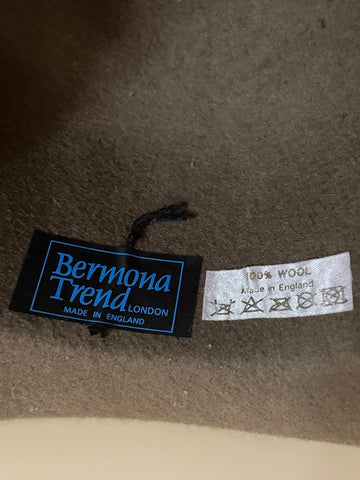 Bermona
Trend LONDON
MADE IN ENGLAND
100% WOOL
Made in England